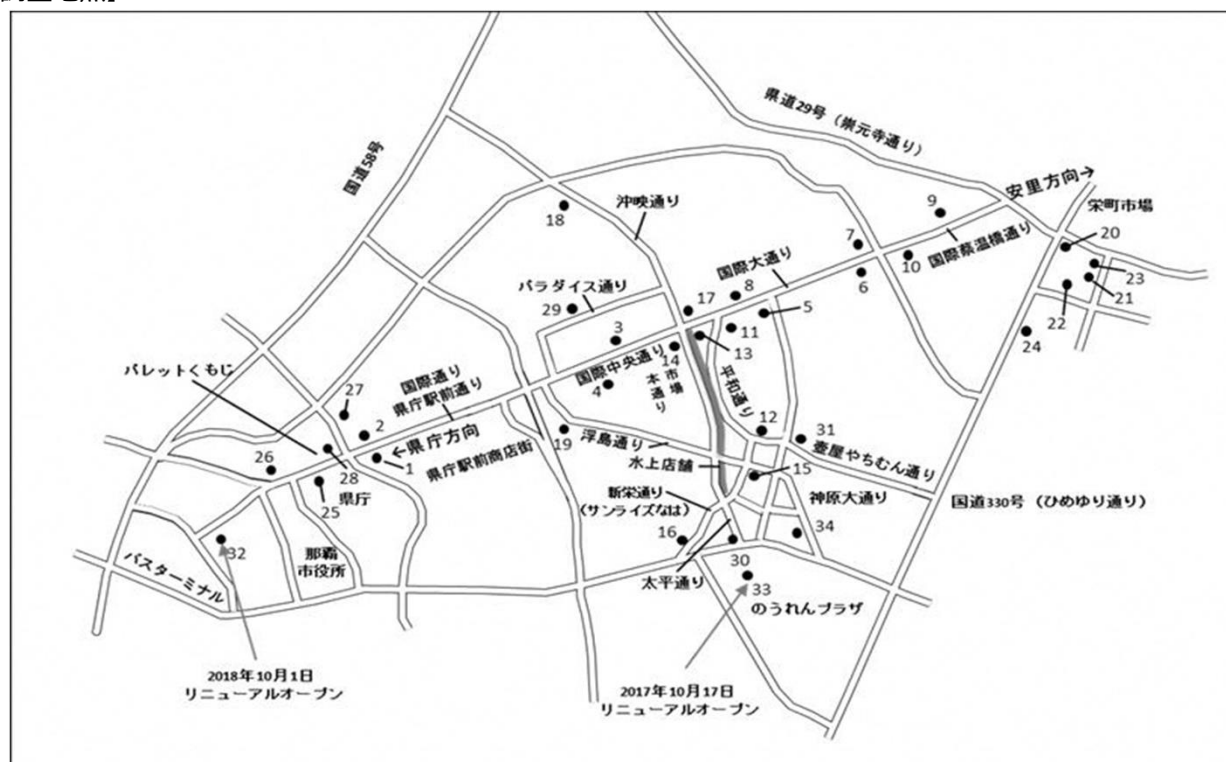 県道29号（崇元寺通り）
国道58号
安里方向→
9
栄町市場
沖映通り
18
7
国際蔡温橋通り
20
国際大通り
10
23
パラダイス通り
8
6
21
17
5
22
29
3
11
24
国際中央通り
14
13
パレットくもじ
国際通り
県庁駅前通り
4
市場
本通り
平和通り
27
2
12
31
←県庁方向
19
浮島通り
壺屋やちむん通り
26
1
県庁駅前商店街
水上店舗
15
28
県庁
25
新栄通り
（サンライズなは）
神原大通り
国道330号（ひめゆり通り）
16
34
32
那覇
市役所
30
バスターミナル
太平通り
33
のうれんプラザ
2018年10月1日
リニューアルオープン
2017年10月17日
リニューアルオープン